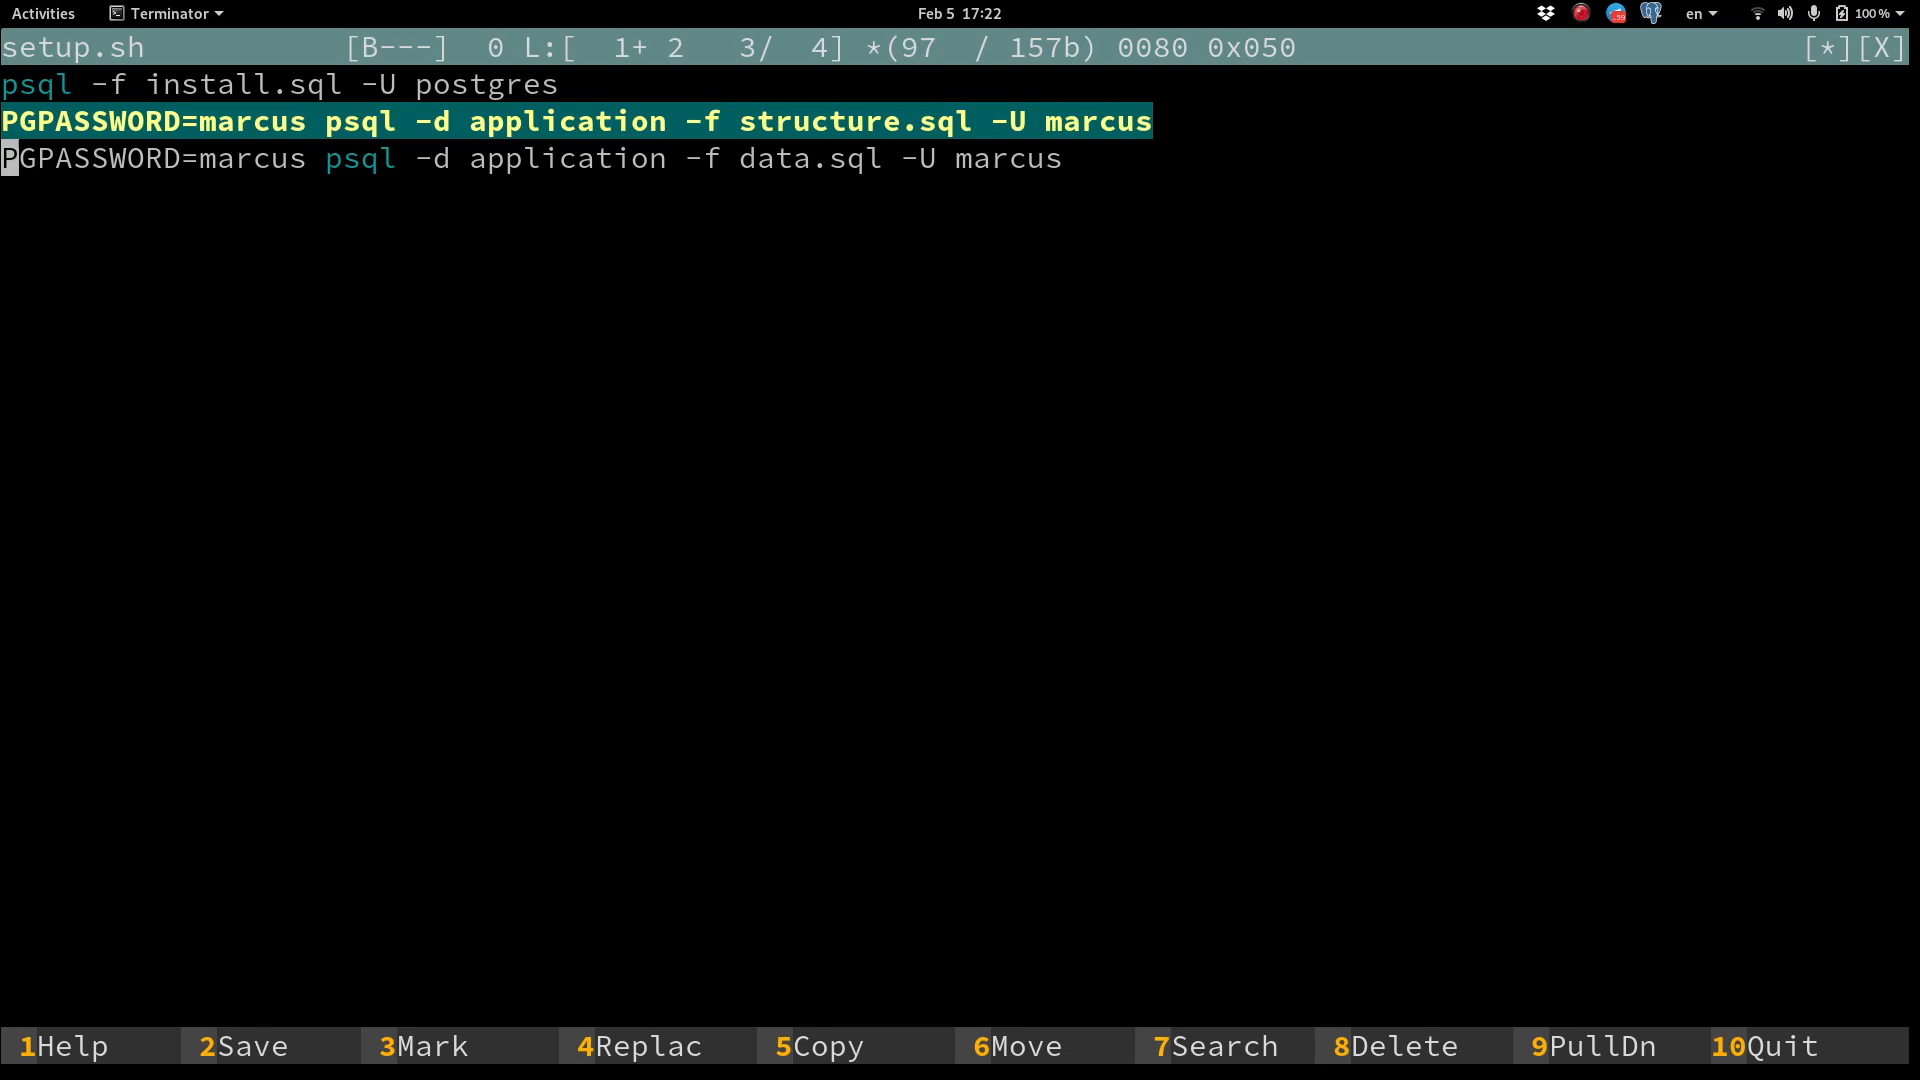 Activities Terminator Feb 5 17:22 en 100 %
setup.sh [B---] 0 L:[ 1+ 2 3/ 4] *(97 / 157b) 0080 0x050 [*][X]
psql -f install.sql -U postgres
PGPASSWORD=marcus psql -d application -f structure.sql -U marcus
PGPASSWORD=marcus psql -d application -f data.sql -U marcus
1Help 2Save 3Mark 4Replac 5Copy 6Move 7Search 8Delete 9PullDn 10Quit